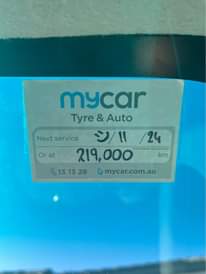 mycar
Tyre & Auto
Next service /11 /24
Or at 219,000 km
13 13 28 mycar.com.au